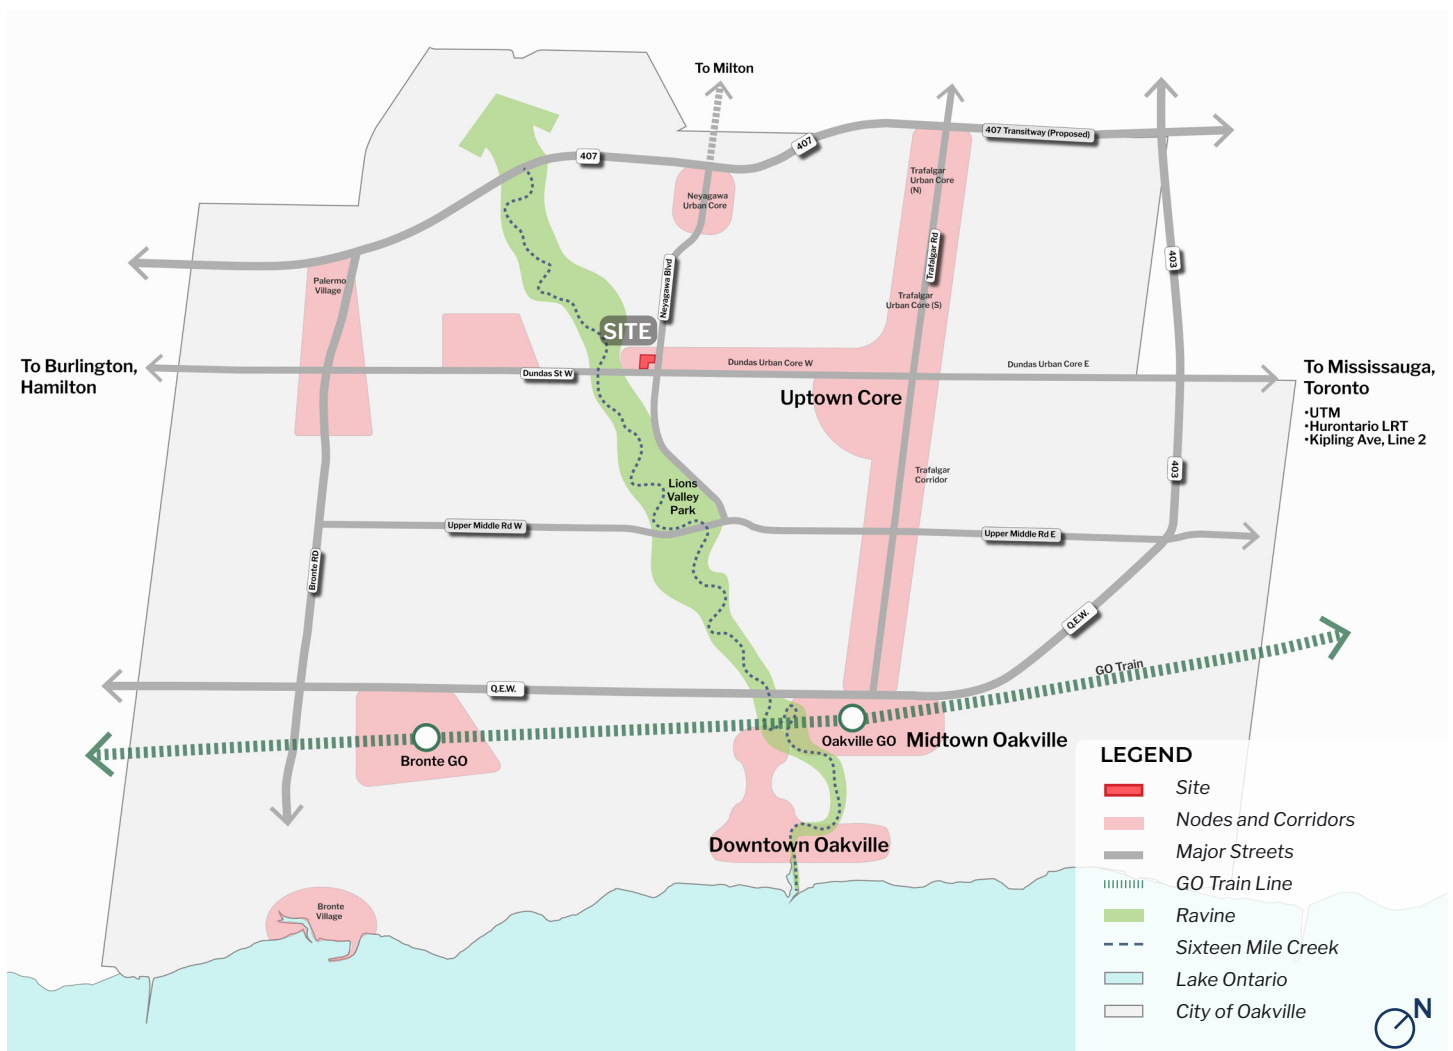 To Milton
407
407
407 Transitway (Proposed)
Trafalgar
Urban Core
(N)
Neyagawa
Urban Core
Trafalgar Rd
403
Neyagawa Blvd
Palermo
Village
Trafalgar
Urban Core (S)
SITE
To Burlington,
Hamilton
Dundas St W
Dundas Urban Core W
Dundas Urban Core E
To Mississauga,
Toronto
•UTM
•Hurontario LRT
•Kipling Ave, Line 2
Uptown Core
403
Trafalgar
Corridor
Lions
Valley
Park
Upper Middle Rd W
Upper Middle Rd E
Bronte RD
Q.E.W.
GO Train
Q.E.W.
Oakville GO
Midtown Oakville
Bronte GO
Downtown Oakville
Bronte
Village
LEGEND
Site
Nodes and Corridors
Major Streets
GO Train Line
Ravine
Sixteen Mile Creek
Lake Ontario
City of Oakville
N